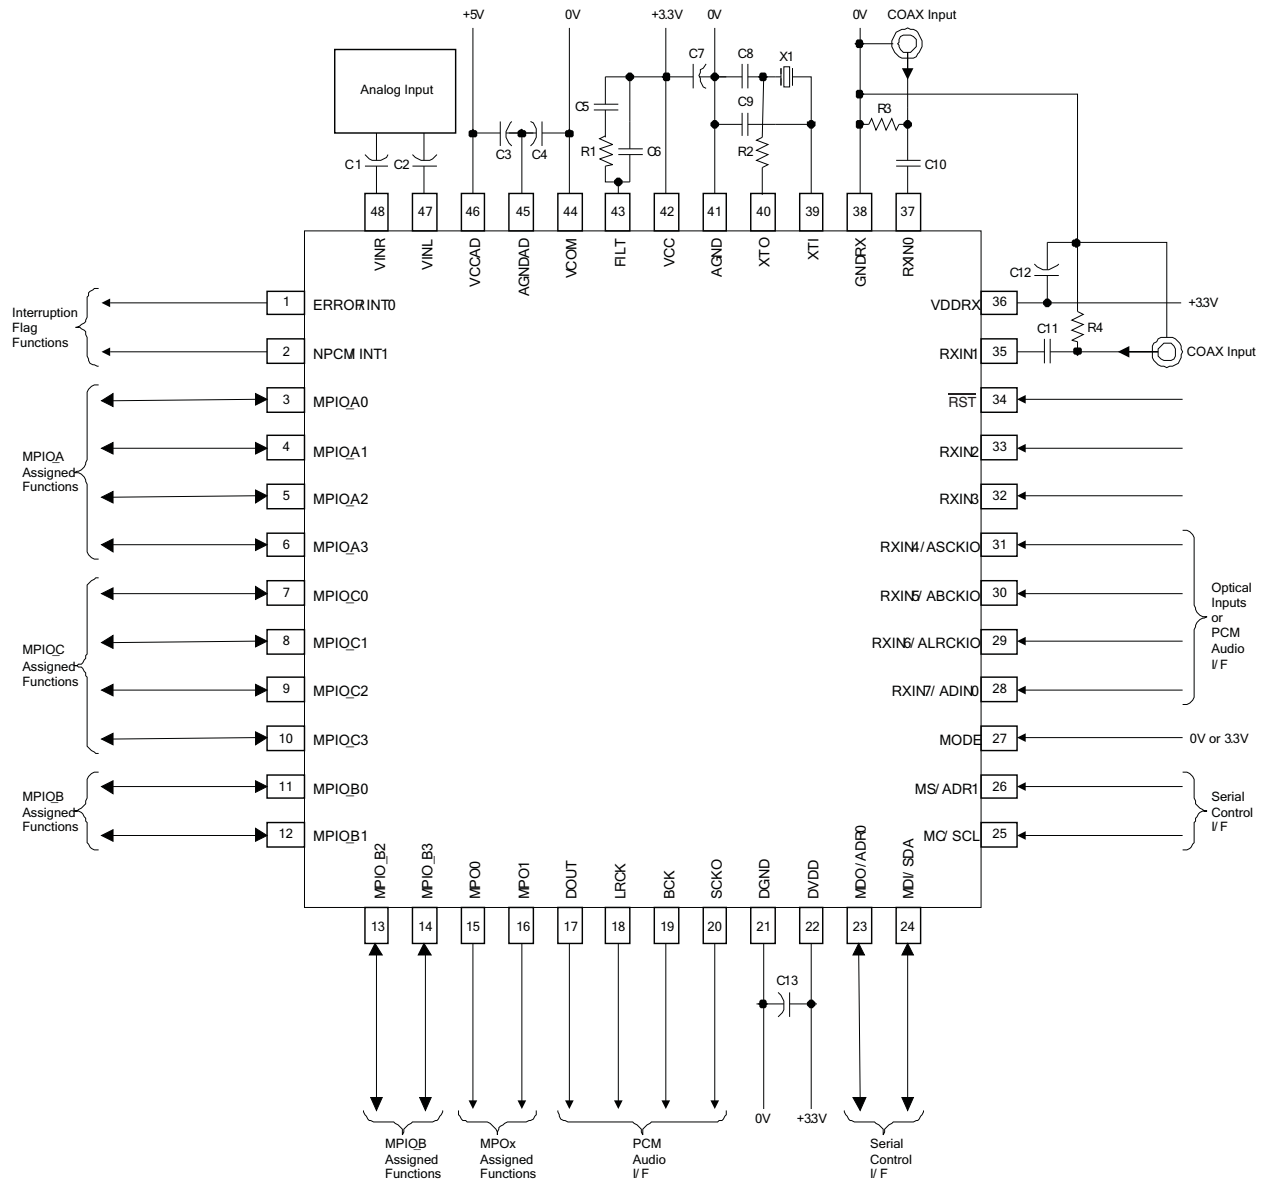 +5V 0V +3.3V 0V 0V COAX Input
C7 C8 X1
Analog Input
C5 C9 R3
C3 C4 R1 C6 R2
C1 C2 C10
48 47 46 45 44 43 42 41 40 39 38 37
VINR VINL VCCAD AGNDAD VCOM FILT VCC AGND XTO XTI GNDRX RXIN0
C12
Interruption
Flag
Functions
1 ERROR/INT0
2 NPCM/INT1
MPIO_A
Assigned
Functions
3 MPIO_A0
4 MPIO_A1
5 MPIO_A2
6 MPIO_A3
MPIO_C
Assigned
Functions
7 MPIO_C0
8 MPIO_C1
9 MPIO_C2
10 MPIO_C3
MPIO_B
Assigned
Functions
11 MPIO_B0
12 MPIO_B1
VDDRX 36 +3.3V
C11 R4
RXIN1 35 COAX Input
RST 34
RXIN2 33
RXIN3 32
RXIN4/ASCKIO 31
RXIN5/ABCKIO 30
RXIN6/ALRCKIO 29
RXIN7/ADIN0 28
Optical
Inputs
or
PCM
Audio
I/F
MODE 27 0V or 3.3V
MS/ADR1 26
MC/SCL 25
Serial
Control
I/F
MPIO_B2 MPIO_B3 MPO0 MPO1 DOUT LRCK BCK SCKO DGND DVDD MDO/ADR0 MDI/SDA
13 14 15 16 17 18 19 20 21 22 23 24
C13
0V +3.3V
MPIO_B
Assigned
Functions
MPOx
Assigned
Functions
PCM
Audio
I/F
Serial
Control
I/F